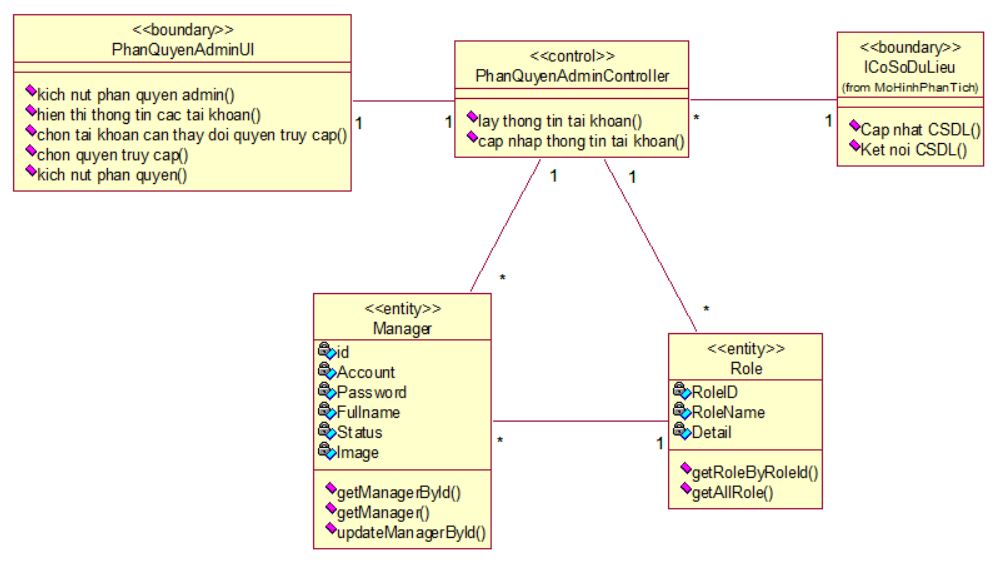 <<boundary>>
PhanQuyenAdminUI
kich nut phan quyen admin()
hien thi thong tin cac tai khoan()
chon tai khoan can thay doi quyen truy cap()
chon quyen truy cap()
kich nut phan quyen()
1
1
<<control>>
PhanQuyenAdminController
lay thong tin tai khoan()
cap nhap thong tin tai khoan()
*
1
<<boundary>>
ICoSoDuLieu
(from MoHinhPhanTich)
Cap nhat CSDL()
Ket noi CSDL()
1
1
*
*
<<entity>>
Manager
id
Account
Password
Fullname
Status
Image
getManagerById()
getManager()
updateManagerById()
*
1
<<entity>>
Role
RoleID
RoleName
Detail
getRoleByRoleId()
getAllRole()